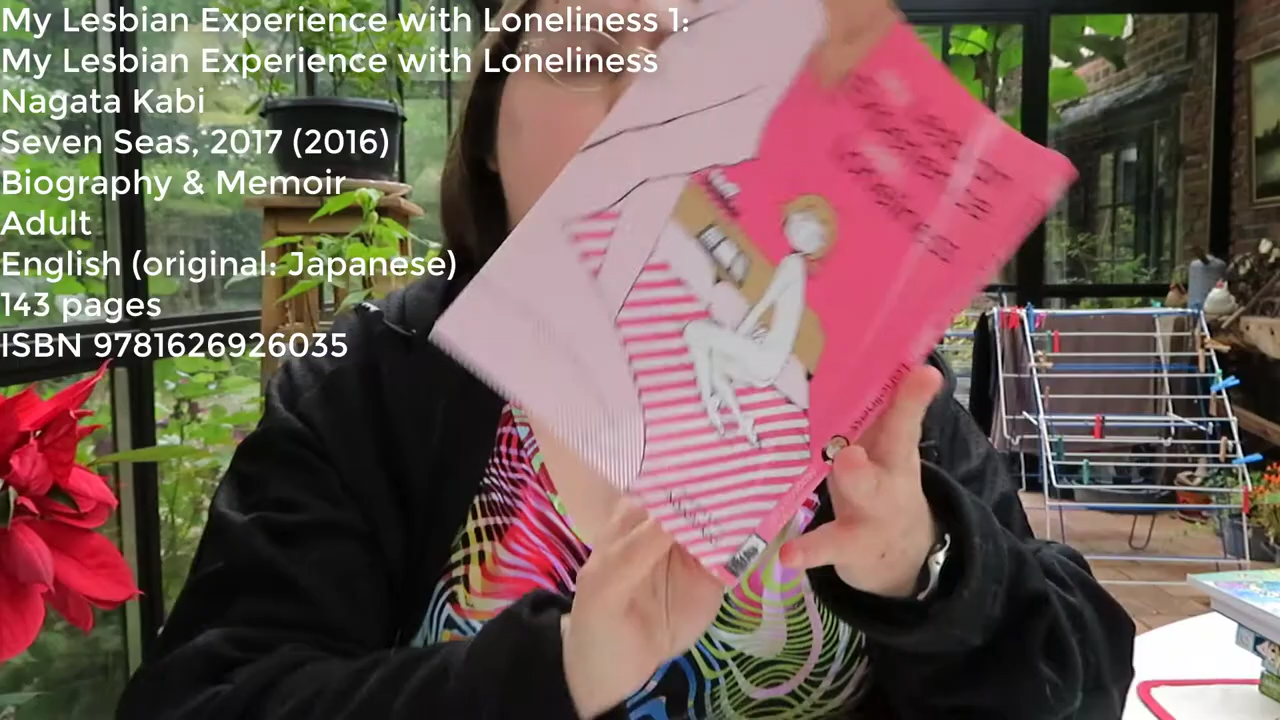 My Lesbian Experience with Loneliness 1:
My Lesbian Experience with Loneliness
Nagata Kabi
Seven Seas, 2017 (2016)
Biography & Memoir
Adult
English (original: Japanese)
143 pages
ISBN 9781626926035